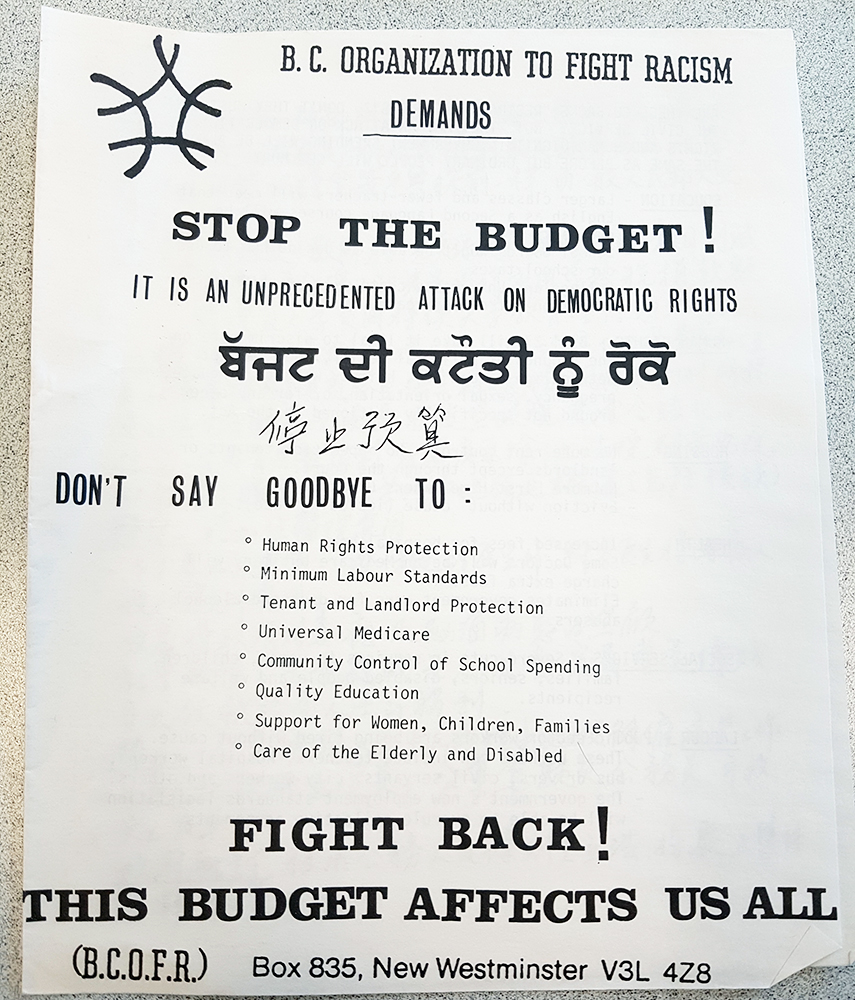 B. C. ORGANIZATION TO FIGHT RACISM
DEMANDS
STOP THE BUDGET!
IT IS AN UNPRECEDENTED ATTACK ON DEMOCRATIC RIGHTS
ਬੱਜਟ ਦੀ ਕਟੌਤੀ ਨੂੰ ਰੋਕੋ
停止预算
DON'T SAY GOODBYE TO :
° Human Rights Protection
° Minimum Labour Standards
° Tenant and Landlord Protection
° Universal Medicare
° Community Control of School Spending
° Quality Education
° Support for Women, Children, Families
° Care of the Elderly and Disabled
FIGHT BACK!
THIS BUDGET AFFECTS US ALL
(B.C.O.F.R.) Box 835, New Westminster V3L 4Z8